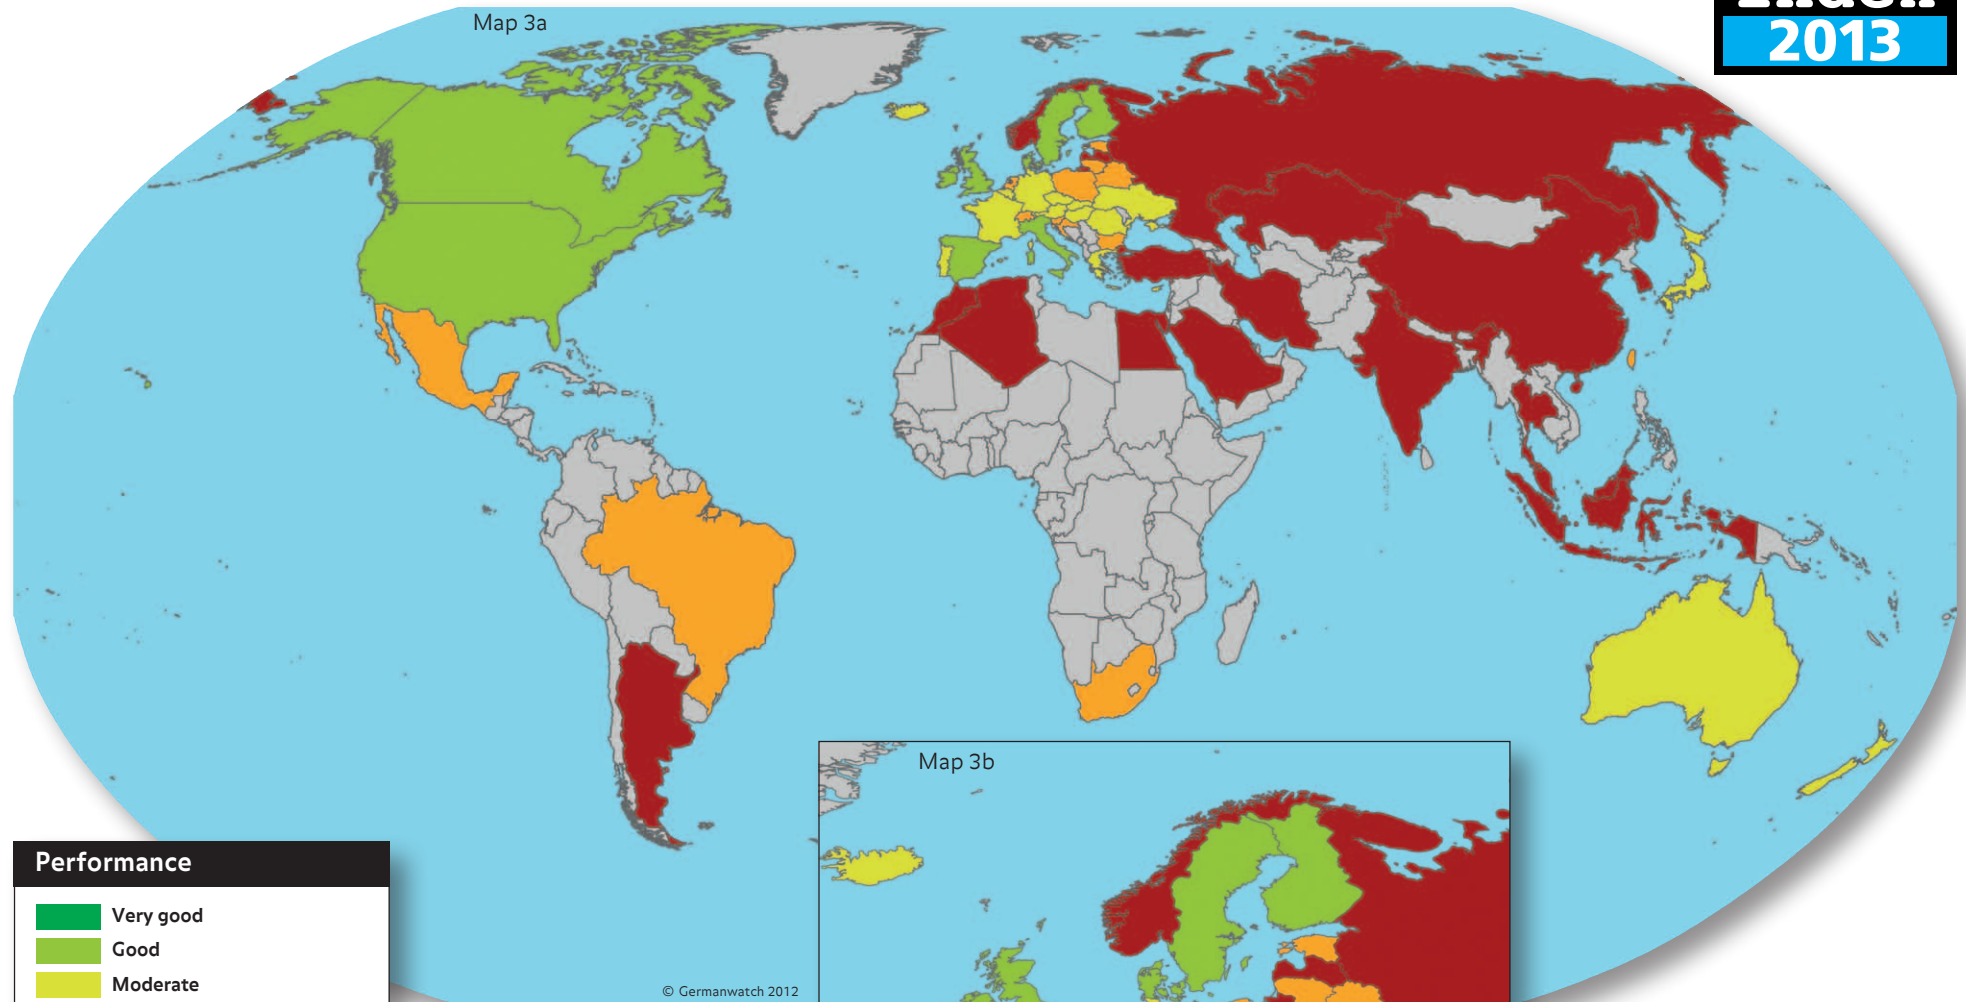 Map 3a
2013
Map 3b
Performance
Very good
Good
Moderate
© Germanwatch 2012